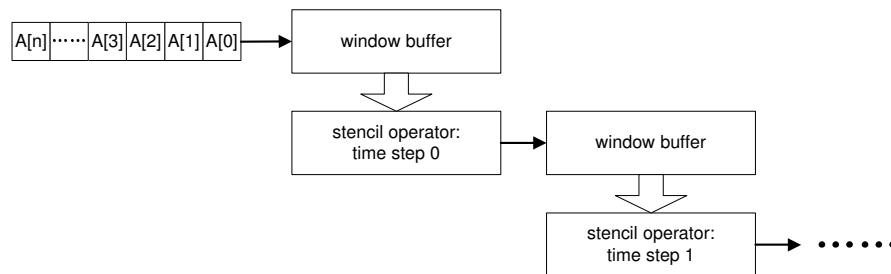 A[n] ...... A[3] A[2] A[1] A[0]
window buffer
stencil operator:
time step 0
window buffer
stencil operator:
time step 1
......